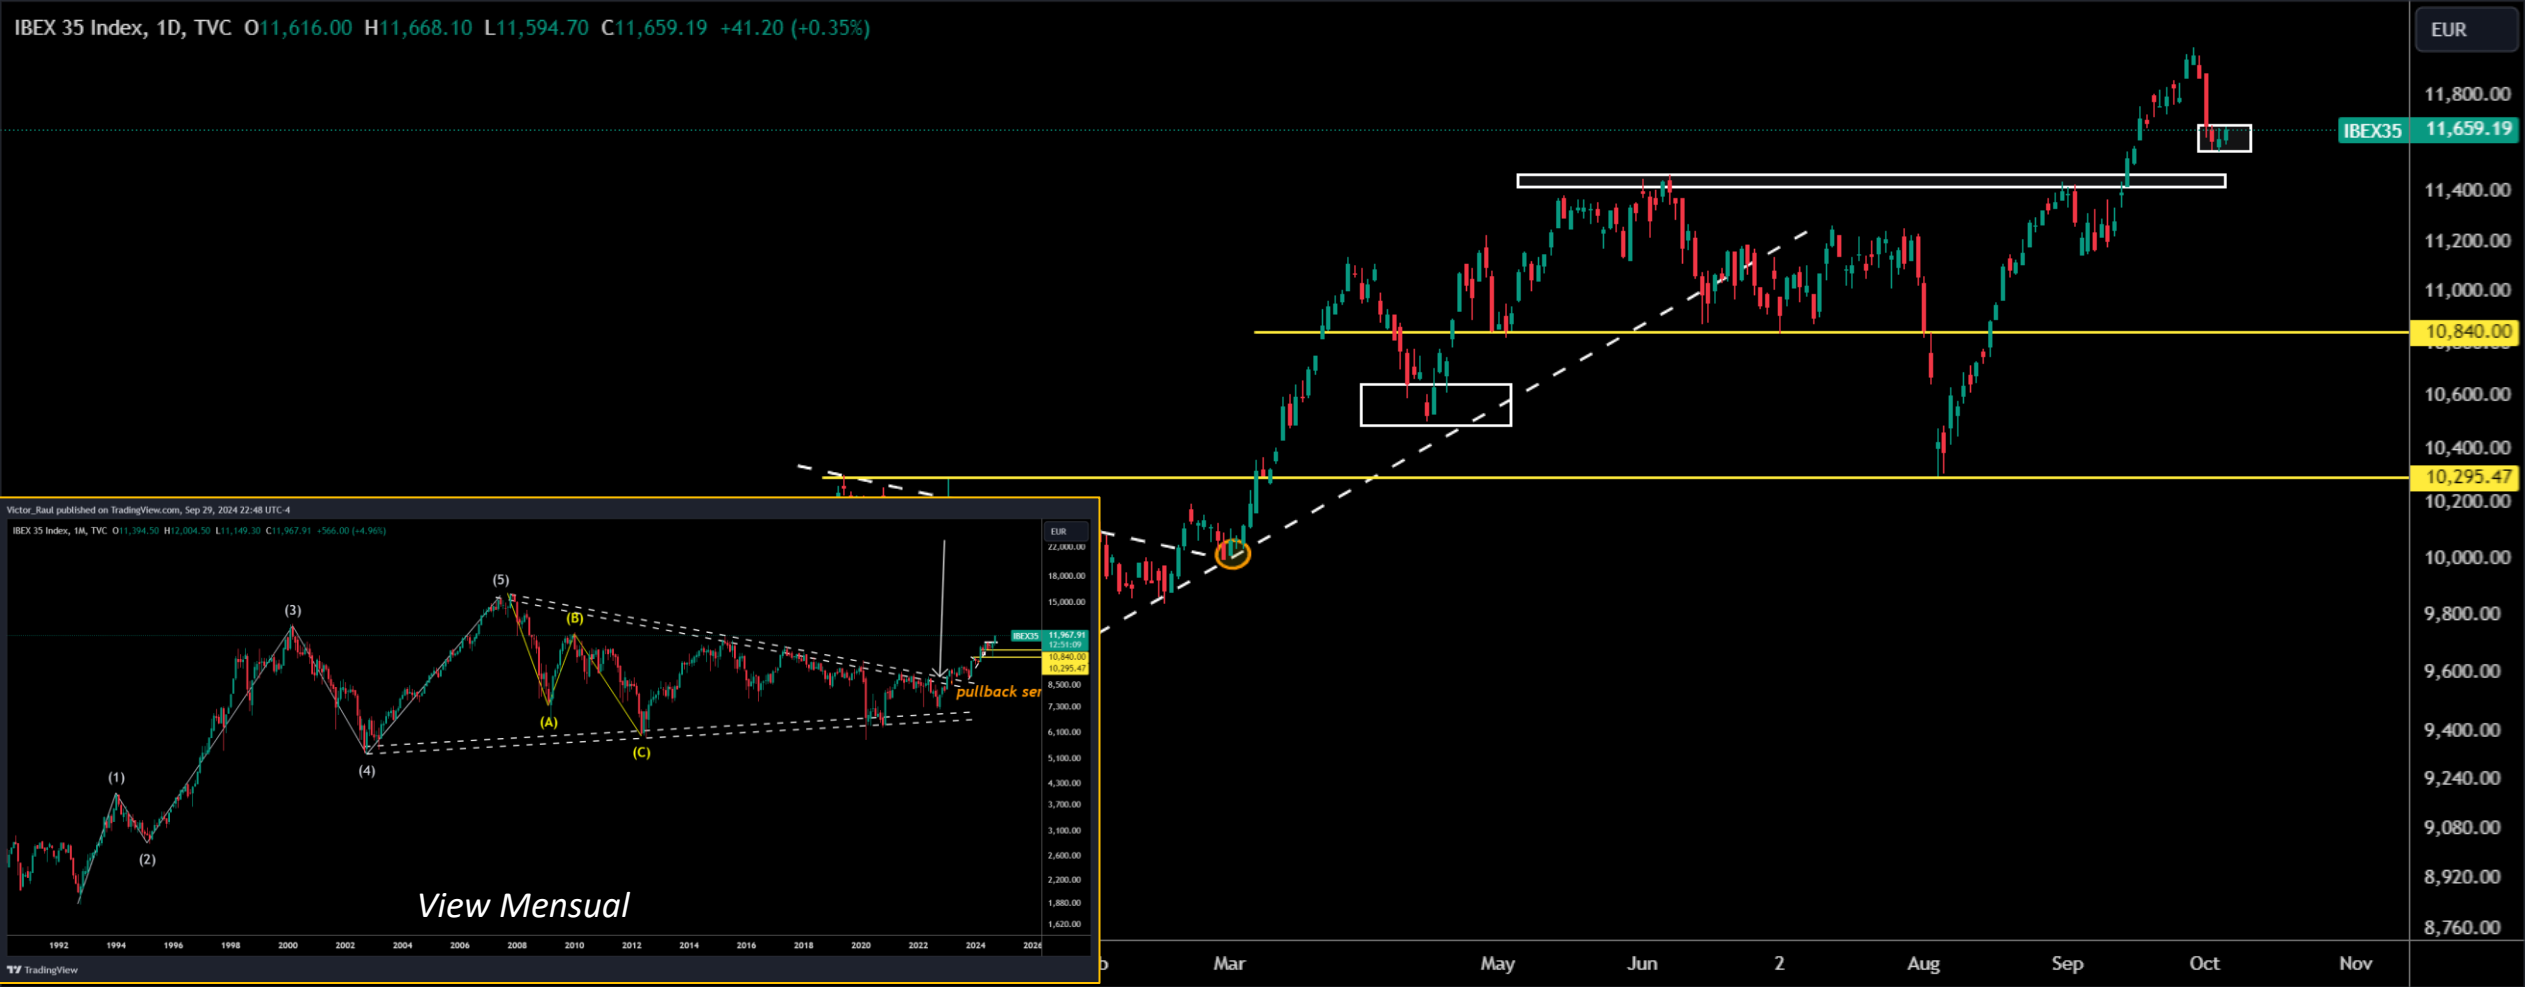 IBEX 35 Index, 1D, TVC O11,616.00 H11,668.10 L11,594.70 C11,659.19 +41.20 (+0.35%)
EUR
11,800.00
IBEX35 11,659.19
11,400.00
11,200.00
11,000.00
10,840.00
10,600.00
10,400.00
10,295.47
10,200.00
10,000.00
9,800.00
9,600.00
9,400.00
9,240.00
9,080.00
8,920.00
8,760.00
Mar May Jun 2 Aug Sep Oct Nov
Victor_Raul published on TradingView.com, Sep 29, 2024 22:48 UTC-4
IBEX 35 Index, 1M, TVC O11,394.50 H12,004.50 L11,149.30 C11,967.91 +566.00 (+4.96%)
EUR
22,000.00
18,000.00
15,000.00
IBEX35 11,967.91
12:51:09
10,840.00
10,295.47
8,500.00
7,300.00
6,100.00
5,100.00
4,300.00
3,700.00
3,100.00
2,600.00
2,200.00
1,880.00
1,620.00
(5)
(3)
(B)
pullback ser
(A)
(C)
(4)
(1)
(2)
View Mensual
1992 1994 1996 1998 2000 2002 2004 2006 2008 2010 2012 2014 2016 2018 2020 2022 2024 2026
TradingView